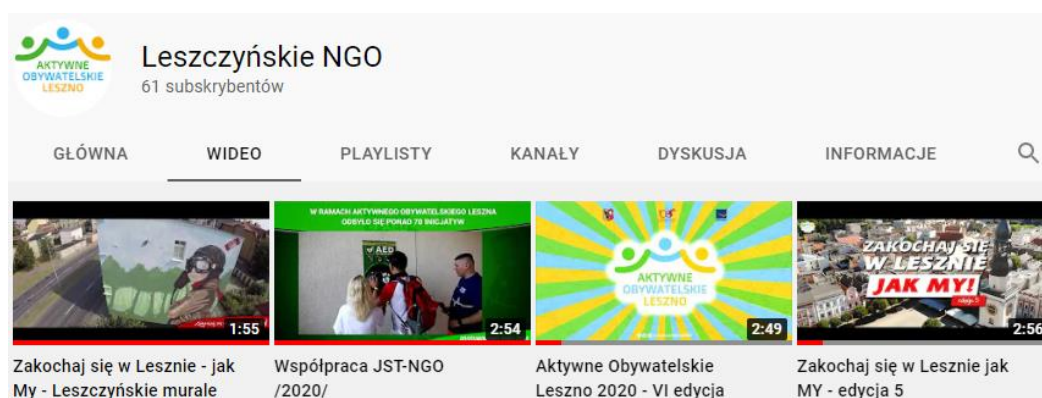 AKTYWNE
OBYWATELSKIE
LESZNO
Leszczyńskie NGO
61 subskrybentów
GŁÓWNA WIDEO PLAYLISTY KANAŁY DYSKUSJA INFORMACJE
1:55
W RAMACH AKTYWNEGO OBYWATELSKIEGO LESZNA
ODBYŁO SIĘ PONAD 70 INICJATYW
AED
2:54
AKTYWNE
OBYWATELSKIE
LESZNO
2:49
ZAKOCHAJ SIĘ
W LESZNIE
JAK MY!
edycja 5
2:56
Zakochaj się w Lesznie - jak
My - Leszczyńskie murale
Współpraca JST-NGO
/2020/
Aktywne Obywatelskie
Leszno 2020 - VI edycja
Zakochaj się w Lesznie jak
MY - edycja 5